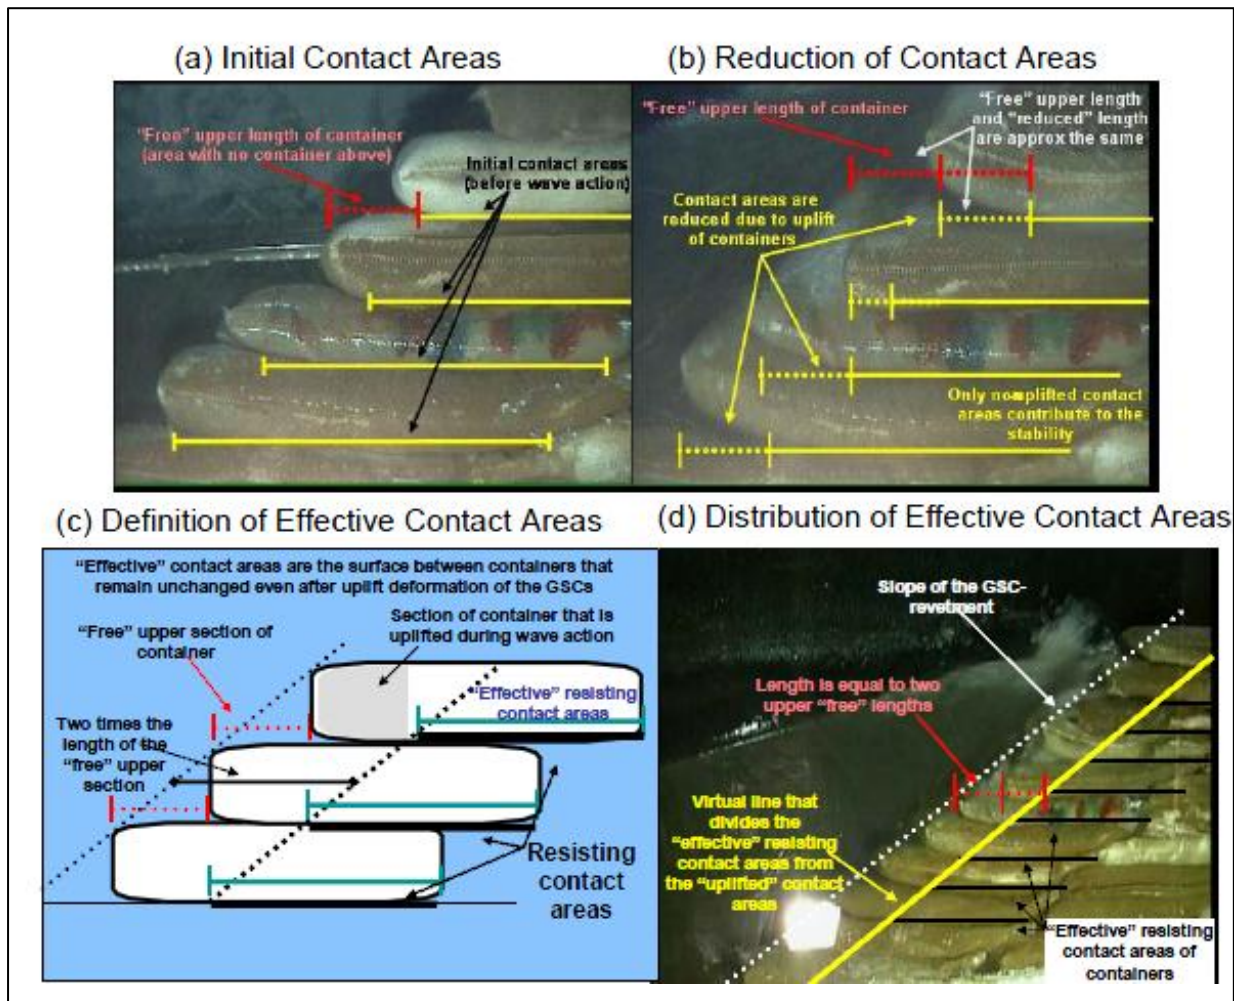 (a) Initial Contact Areas
(b) Reduction of Contact Areas
"Free" upper length of container
(area with no container above)
Initial contact areas
(before wave action)
"Free" upper length of container
"Free" upper length
and "reduced" length
are approx the same
Contact areas are
reduced due to uplift
of containers
Only nonuplifted contact
areas contribute to the
stability
(c) Definition of Effective Contact Areas
(d) Distribution of Effective Contact Areas
"Effective" contact areas are the surface between containers that
remain unchanged even after uplift deformation of the GSCs
"Free" upper section of
container
Section of container that is
uplifted during wave action
"Effective" resisting
contact areas
Two times the
length of the
"free" upper
section
Resisting
contact
areas
Slope of the GSC-
revetment
Length is equal to two
upper "free" lengths
Virtual line that
divides the
"effective" resisting
contact areas from
the "uplifted" contact
areas
"Effective" resisting
contact areas of
containers